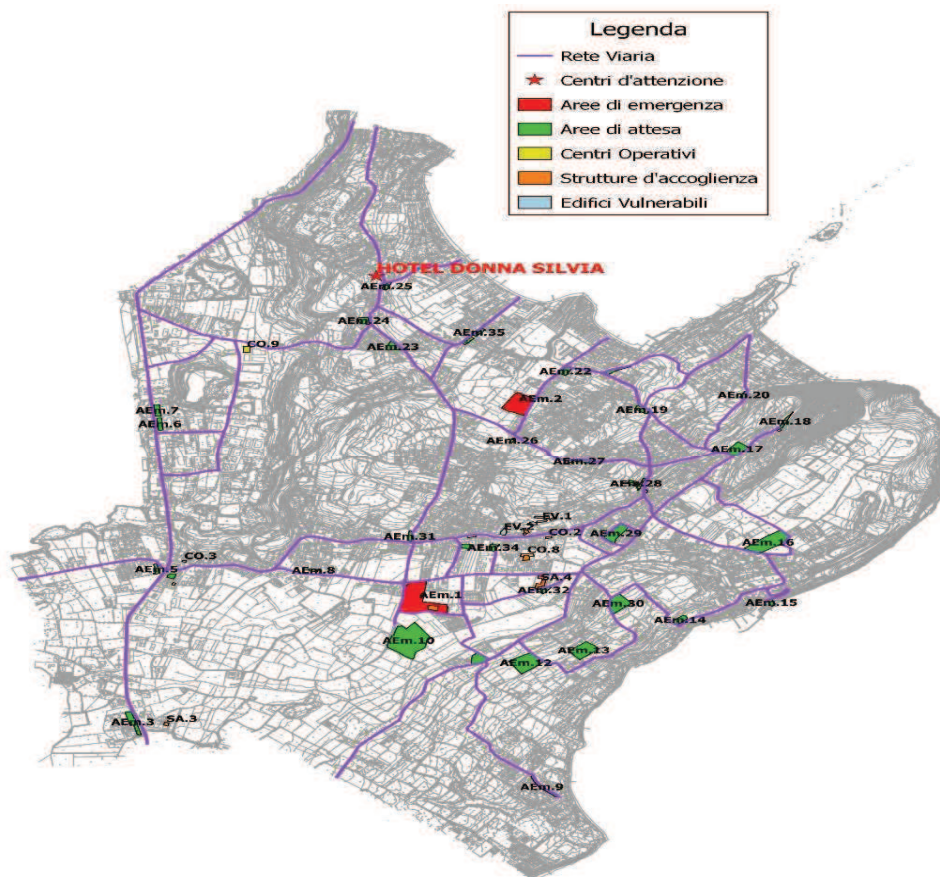 Legenda
Rete Viaria
Centri d'attenzione
Aree di emergenza
Aree di attesa
Centri Operativi
Strutture d'accoglienza
Edifici Vulnerabili
HOTEL DONNA SILVIA
AEm.25
AEm.24
AEm.35
CO.9
AEm.23
AEm.22
AEm.2
AEm.20
AEm.7
AEm.19
AEm.6
AEm.18
AEm.26
AEm.17
AEm.27
AEm.28
EV.1
CO.2
AEm.29
AEm.31
AEm.16
AEm.34
CO.3
CO.8
AEm.5
AEm.8
SA.4
AEm.32
AEm.1
AEm.30
AEm.15
AEm.14
AEm.10
AEm.13
AEm.12
AEm.3
SA.3
AEm.9